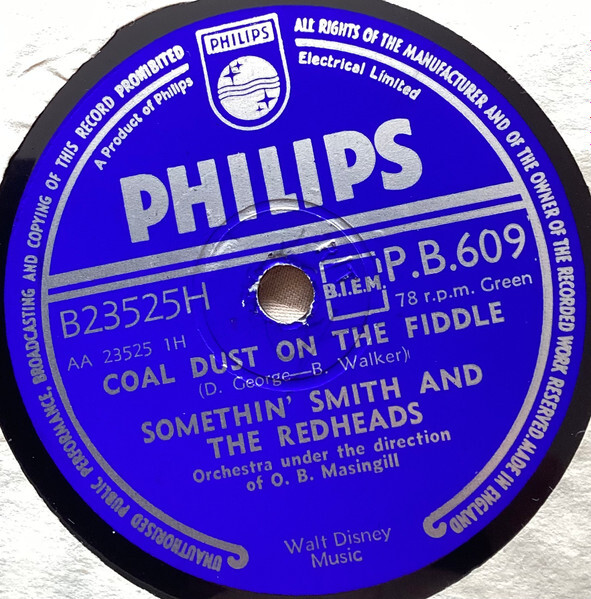 PHILIPS
UNAUTHORISED PUBLIC PERFORMANCE, BROADCASTING AND COPYING OF THIS RECORD PROHIBITED
ALL RIGHTS OF THE MANUFACTURER AND OF THE OWNER OF THE RECORDED WORK RESERVED. MADE IN ENGLAND
A Product of Philips
Electrical Limited
PHILIPS
B23525H
B.I.E.M.
P.B.609
AA 23525 1H
78 r.p.m. Green
COAL DUST ON THE FIDDLE
(D. George—B. Walker)
SOMETHIN' SMITH AND
THE REDHEADS
Orchestra under the direction
of O. B. Masingill
Walt Disney
Music